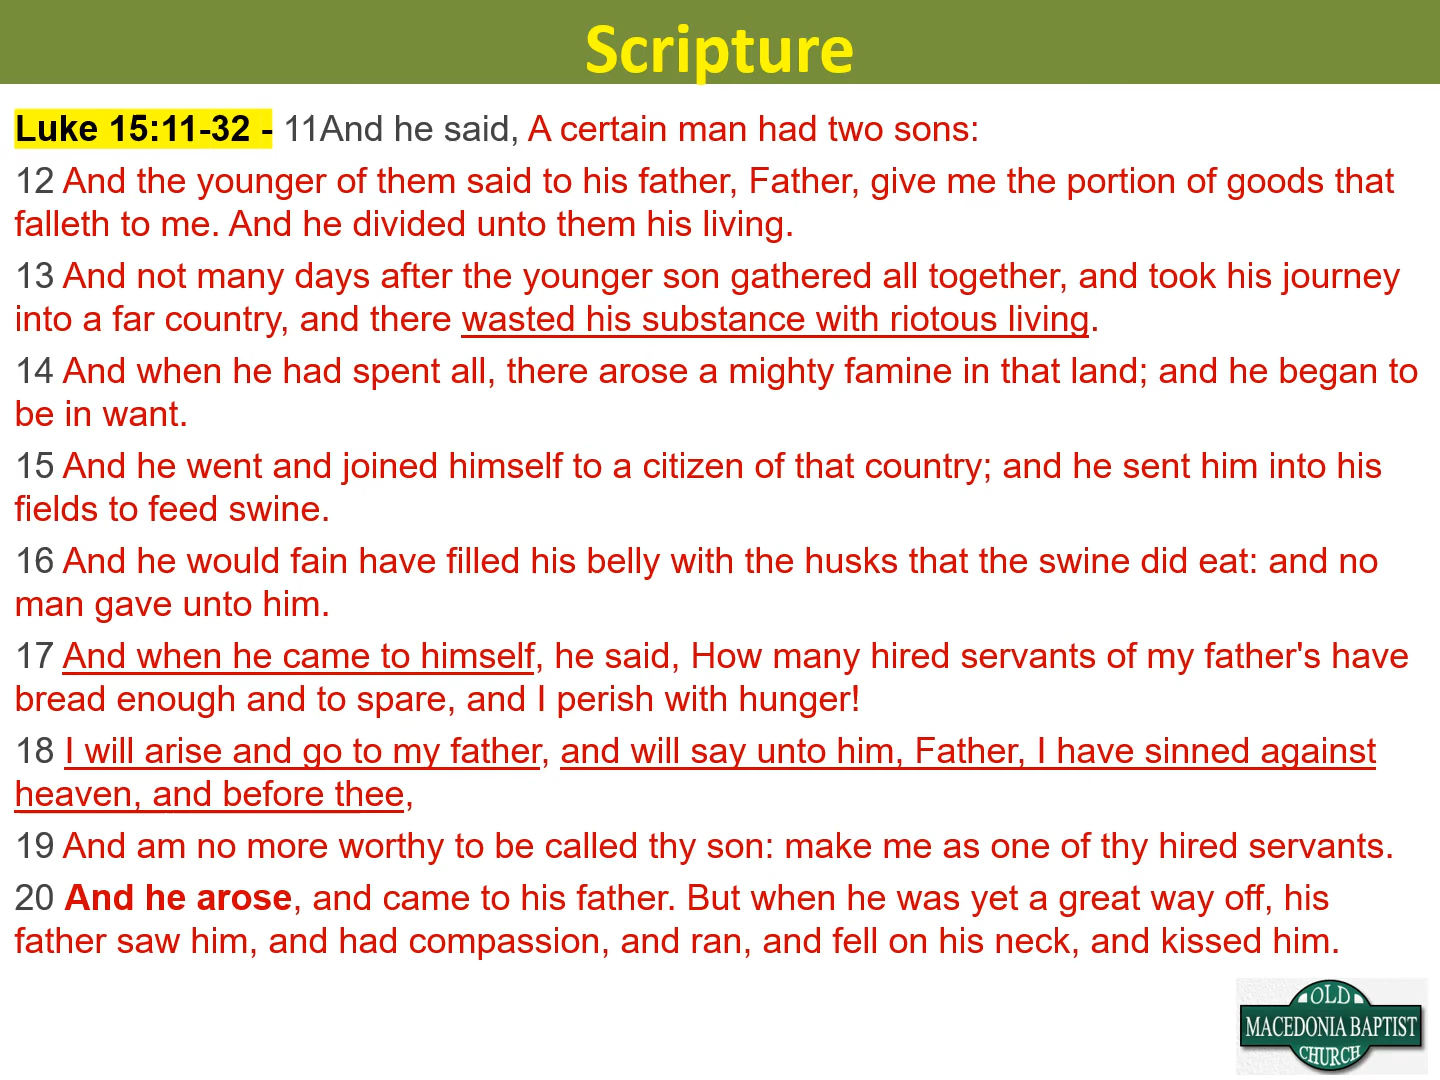 Scripture
Luke 15:11-32 - 11And he said, A certain man had two sons:
12 And the younger of them said to his father, Father, give me the portion of goods that
falleth to me. And he divided unto them his living.
13 And not many days after the younger son gathered all together, and took his journey
into a far country, and there wasted his substance with riotous living.
14 And when he had spent all, there arose a mighty famine in that land; and he began to
be in want.
15 And he went and joined himself to a citizen of that country; and he sent him into his
fields to feed swine.
16 And he would fain have filled his belly with the husks that the swine did eat: and no
man gave unto him.
17 And when he came to himself, he said, How many hired servants of my father's have
bread enough and to spare, and I perish with hunger!
18 I will arise and go to my father, and will say unto him, Father, I have sinned against
heaven, and before thee,
19 And am no more worthy to be called thy son: make me as one of thy hired servants.
20 And he arose, and came to his father. But when he was yet a great way off, his
father saw him, and had compassion, and ran, and fell on his neck, and kissed him.
OLD
MACEDONIA BAPTIST
CHURCH